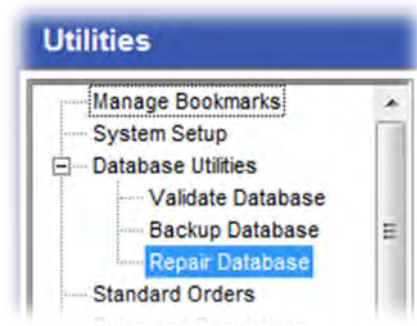 Utilities
Manage Bookmarks
System Setup
Database Utilities
Validate Database
Backup Database
Repair Database
Standard Orders